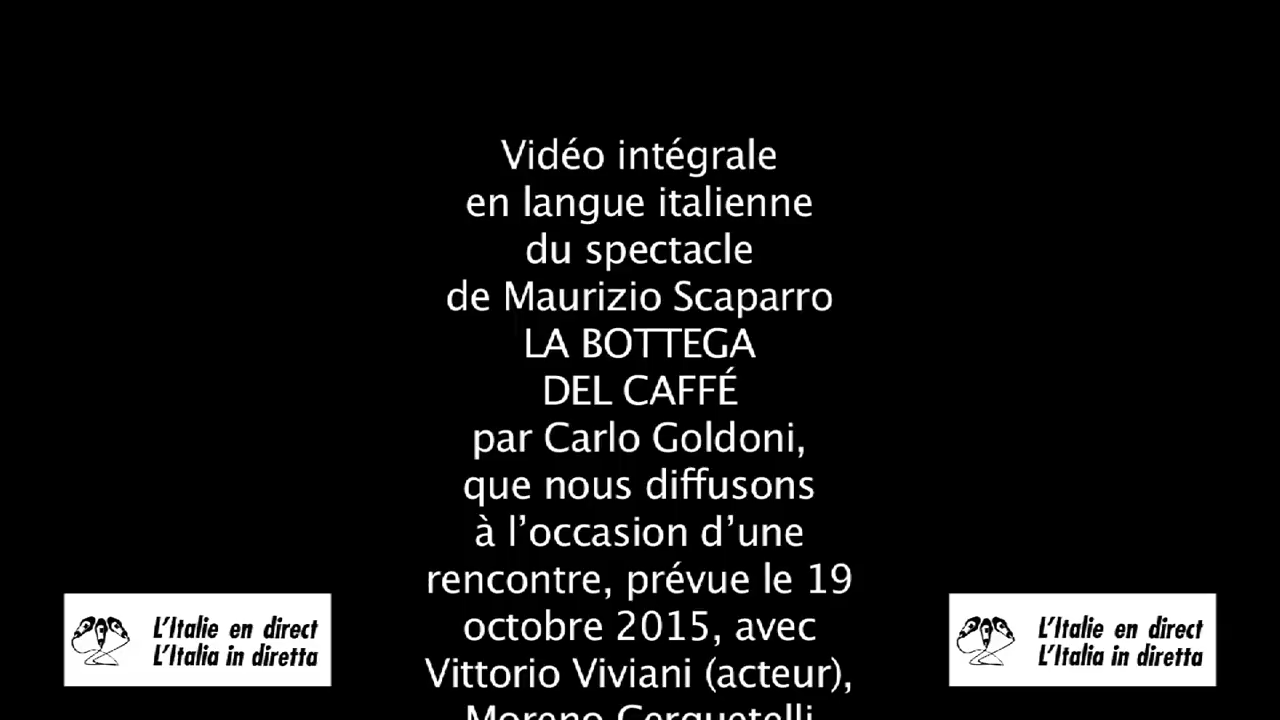 Vidéo intégrale
en langue italienne
du spectacle
de Maurizio Scaparro
LA BOTTEGA
DEL CAFFÉ
par Carlo Goldoni,
que nous diffusons
à l’occasion d’une
rencontre, prévue le 19
octobre 2015, avec
Vittorio Viviani (acteur),
Moreno Cerquetelli
L'Italie en direct
L'Italia in diretta
L'Italie en direct
L'Italia in diretta